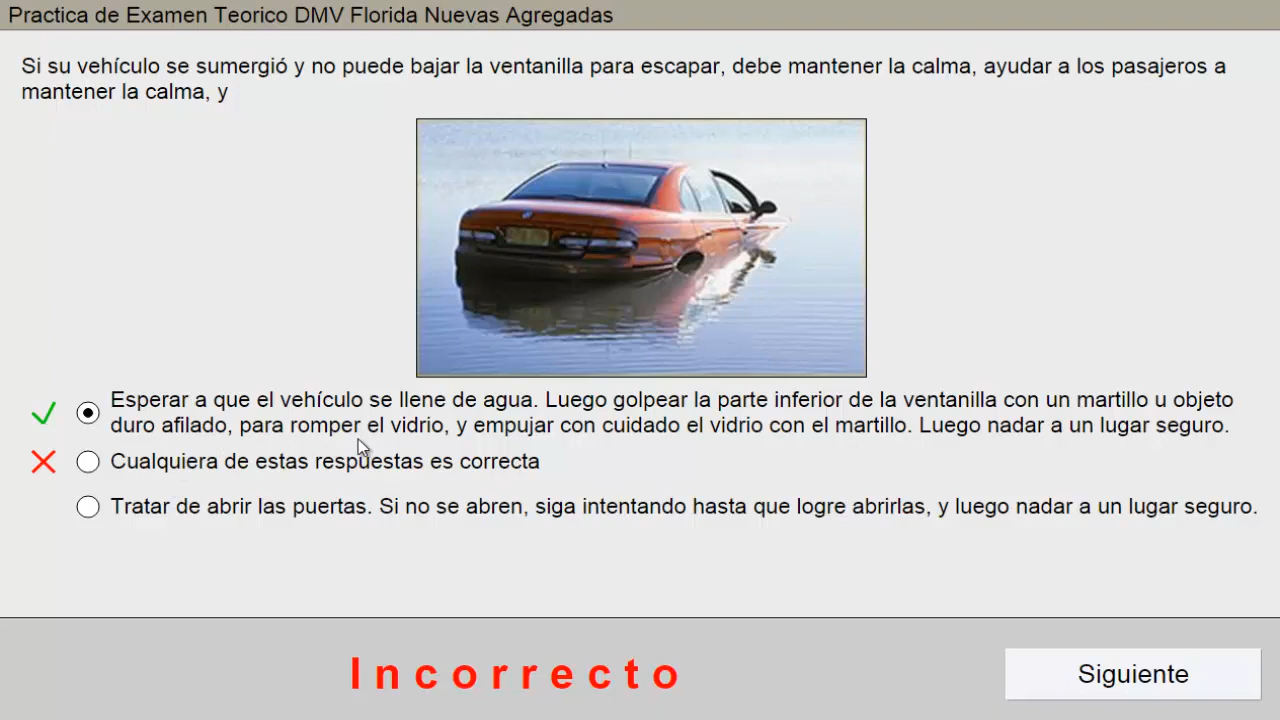 Practica de Examen Teorico DMV Florida Nuevas Agregadas
Si su vehículo se sumergió y no puede bajar la ventanilla para escapar, debe mantener la calma, ayudar a los pasajeros a
mantener la calma, y
Esperar a que el vehículo se llene de agua. Luego golpear la parte inferior de la ventanilla con un martillo u objeto
duro afilado, para romper el vidrio, y empujar con cuidado el vidrio con el martillo. Luego nadar a un lugar seguro.
Cualquiera de estas respuestas es correcta
Tratar de abrir las puertas. Si no se abren, siga intentando hasta que logre abrirlas, y luego nadar a un lugar seguro.
Incorrecto
Siguiente